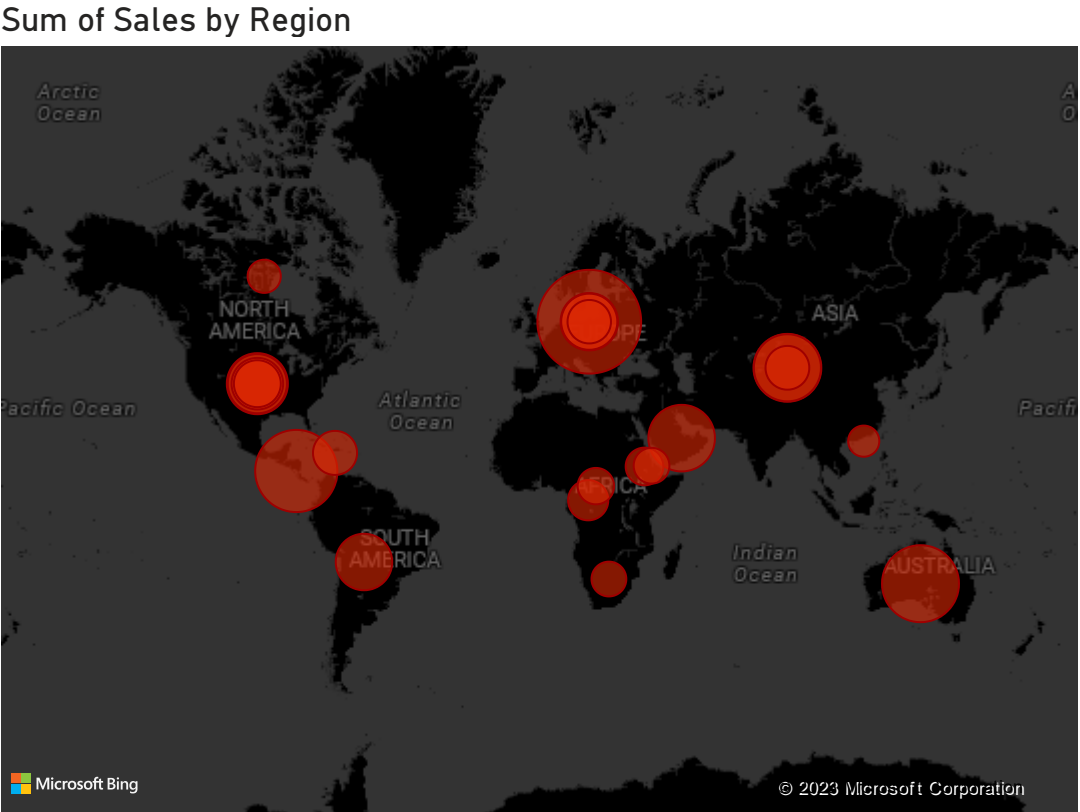 Sum of Sales by Region
Arctic
Ocean
NORTH
AMERICA
ASIA
Pacific Ocean
Atlantic
Ocean
AFRICA
SOUTH
AMERICA
Indian
Ocean
AUSTRALIA
Microsoft Bing
© 2023 Microsoft Corporation